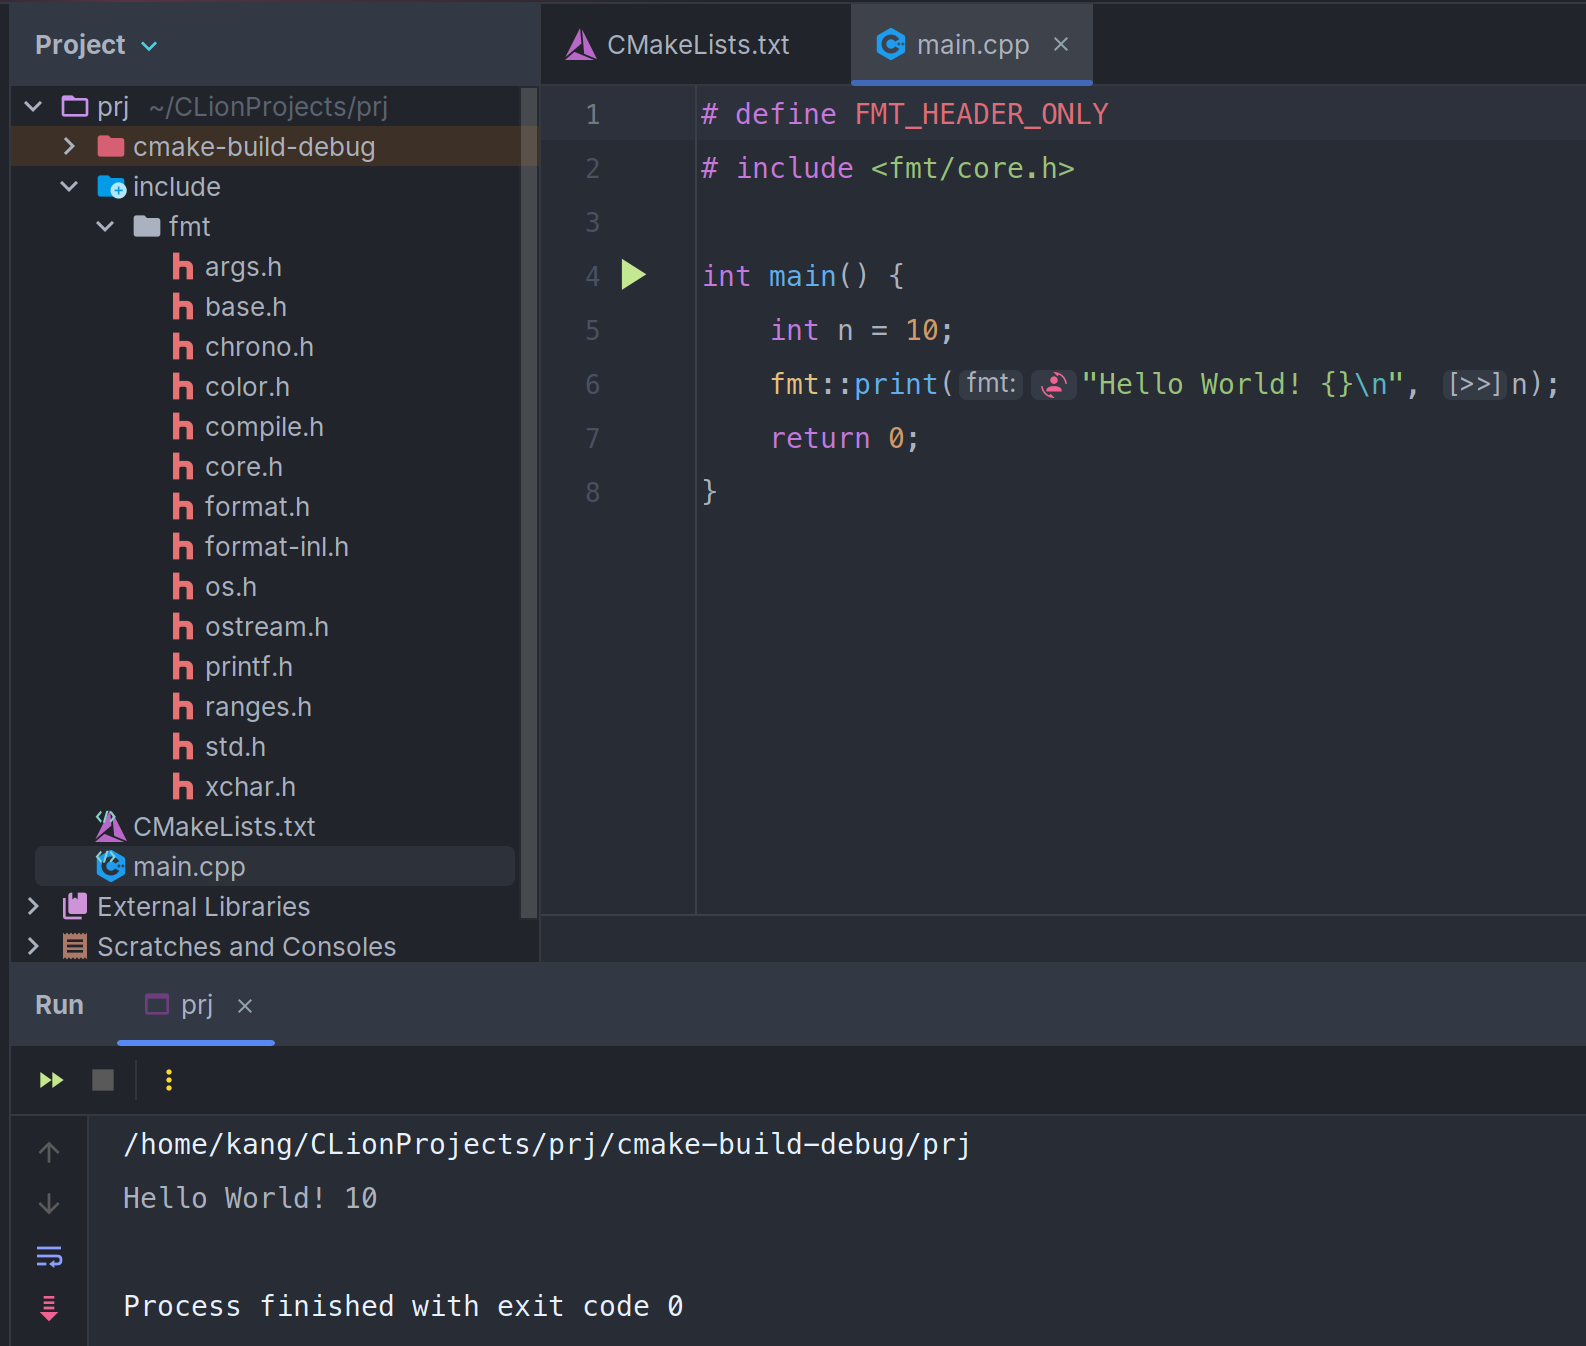 Project
prj ~/CLionProjects/prj
cmake-build-debug
include
fmt
args.h
base.h
chrono.h
color.h
compile.h
core.h
format.h
format-inl.h
os.h
ostream.h
printf.h
ranges.h
std.h
xchar.h
CMakeLists.txt
main.cpp
External Libraries
Scratches and Consoles
CMakeLists.txt
main.cpp
1 # define FMT_HEADER_ONLY
2 # include <fmt/core.h>
3
4 int main() {
5     int n = 10;
6     fmt::print( fmt: "Hello World! {}\n", [>>] n);
7     return 0;
8 }
Run prj
/home/kang/CLionProjects/prj/cmake-build-debug/prj
Hello World! 10
Process finished with exit code 0